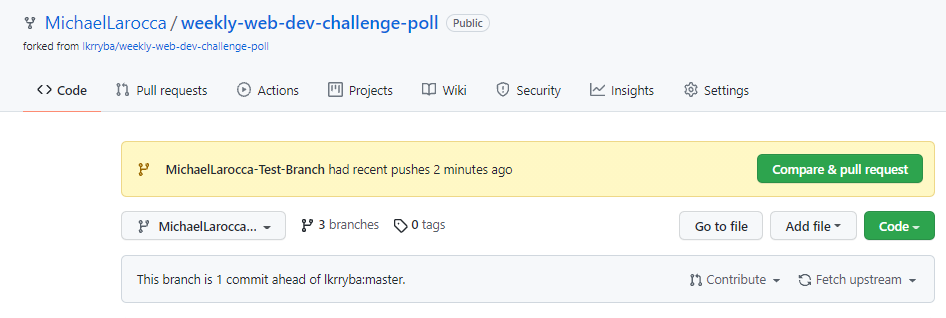 MichaelLarocca / weekly-web-dev-challenge-poll Public
forked from lkrryba/weekly-web-dev-challenge-poll
Code Pull requests Actions Projects Wiki Security Insights Settings
MichaelLarocca-Test-Branch had recent pushes 2 minutes ago Compare & pull request
MichaelLarocca... 3 branches 0 tags Go to file Add file Code
This branch is 1 commit ahead of lkrryba:master. Contribute Fetch upstream